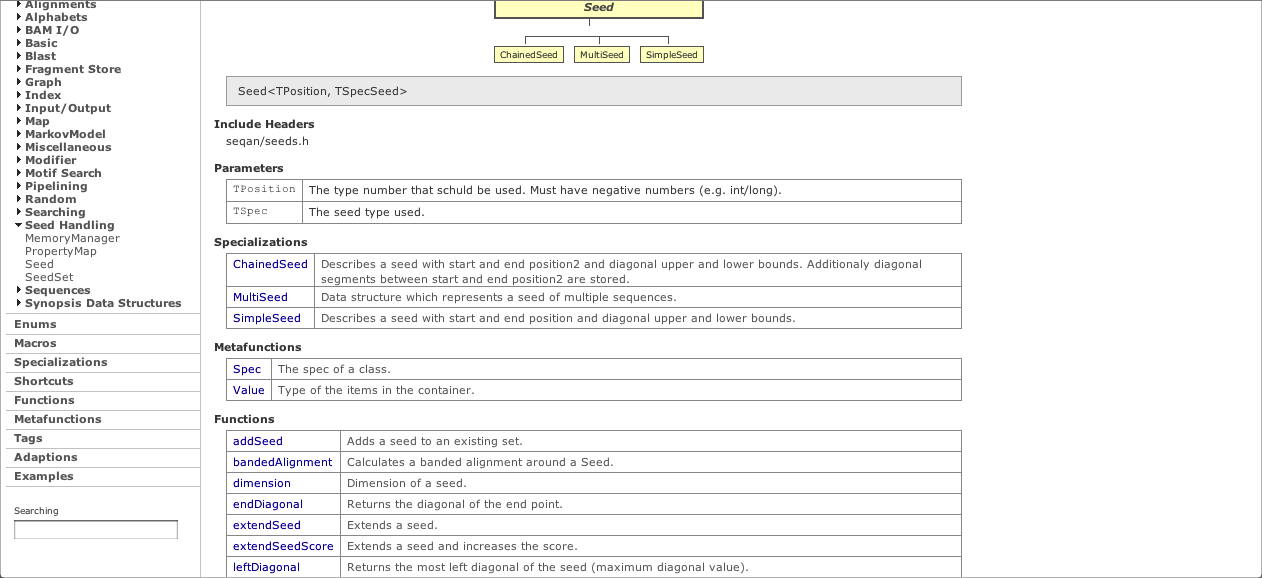 Alignments
Alphabets
BAM I/O
Basic
Blast
Fragment Store
Graph
Index
Input/Output
Map
MarkovModel
Miscellaneous
Modifier
Motif Search
Pipelining
Random
Searching
Seed Handling
MemoryManager
PropertyMap
Seed
SeedSet
Sequences
Synopsis Data Structures
Enums
Macros
Specializations
Shortcuts
Functions
Metafunctions
Tags
Adaptions
Examples
Searching
Seed
ChainedSeed MultiSeed SimpleSeed
Seed<TPosition, TSpecSeed>
Include Headers
seqan/seeds.h
Parameters
TPosition The type number that schuld be used. Must have negative numbers (e.g. int/long).
TSpec The seed type used.
Specializations
ChainedSeed Describes a seed with start and end position2 and diagonal upper and lower bounds. Additionaly diagonal
segments between start and end position2 are stored.
MultiSeed Data structure which represents a seed of multiple sequences.
SimpleSeed Describes a seed with start and end position and diagonal upper and lower bounds.
Metafunctions
Spec The spec of a class.
Value Type of the items in the container.
Functions
addSeed Adds a seed to an existing set.
bandedAlignment Calculates a banded alignment around a Seed.
dimension Dimension of a seed.
endDiagonal Returns the diagonal of the end point.
extendSeed Extends a seed.
extendSeedScore Extends a seed and increases the score.
leftDiagonal Returns the most left diagonal of the seed (maximum diagonal value).